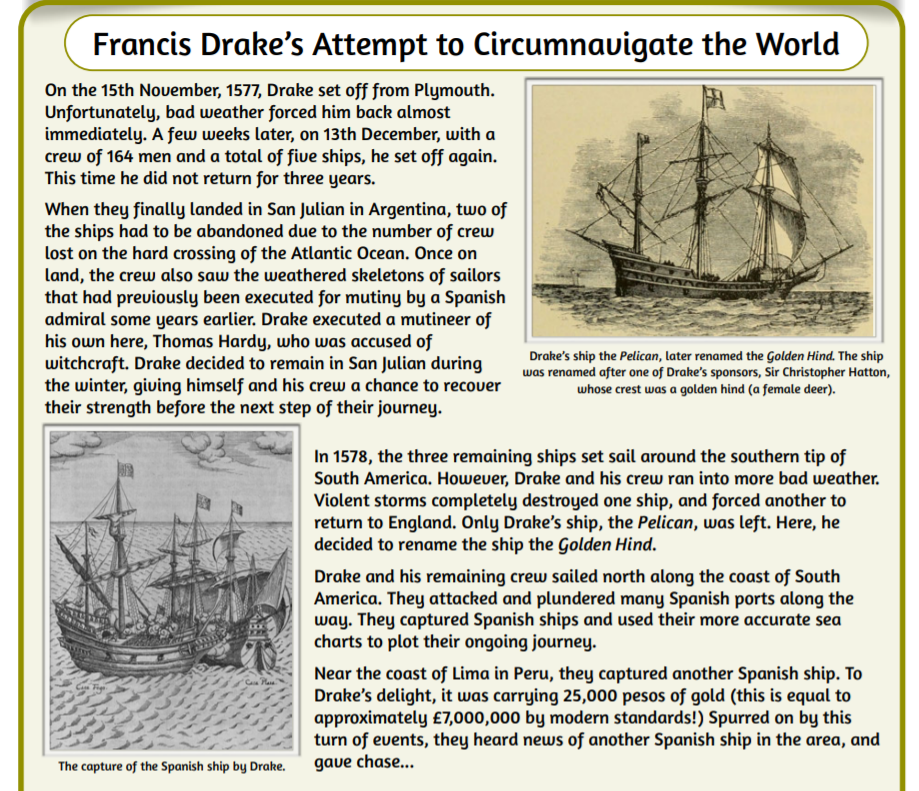 Francis Drake's Attempt to Circumnavigate the World
On the 15th November, 1577, Drake set off from Plymouth.
Unfortunately, bad weather forced him back almost
immediately. A few weeks later, on 13th December, with a
crew of 164 men and a total of five ships, he set off again.
This time he did not return for three years.
When they finally landed in San Julian in Argentina, two of
the ships had to be abandoned due to the number of crew
lost on the hard crossing of the Atlantic Ocean. Once on
land, the crew also saw the weathered skeletons of sailors
that had previously been executed for mutiny by a Spanish
admiral some years earlier. Drake executed a mutineer of
his own here, Thomas Hardy, who was accused of
witchcraft. Drake decided to remain in San Julian during
the winter, giving himself and his crew a chance to recover
their strength before the next step of their journey.
Drake's ship the Pelican, later renamed the Golden Hind. The ship
was renamed after one of Drake's sponsors, Sir Christopher Hatton,
whose crest was a golden hind (a female deer).
In 1578, the three remaining ships set sail around the southern tip of
South America. However, Drake and his crew ran into more bad weather.
Violent storms completely destroyed one ship, and forced another to
return to England. Only Drake's ship, the Pelican, was left. Here, he
decided to rename the ship the Golden Hind.
Drake and his remaining crew sailed north along the coast of South
America. They attacked and plundered many Spanish ports along the
way. They captured Spanish ships and used their more accurate sea
charts to plot their ongoing journey.
Near the coast of Lima in Peru, they captured another Spanish ship. To
Drake's delight, it was carrying 25,000 pesos of gold (this is equal to
approximately £7,000,000 by modern standards!) Spurred on by this
turn of events, they heard news of another Spanish ship in the area, and
gave chase...
The capture of the Spanish ship by Drake.